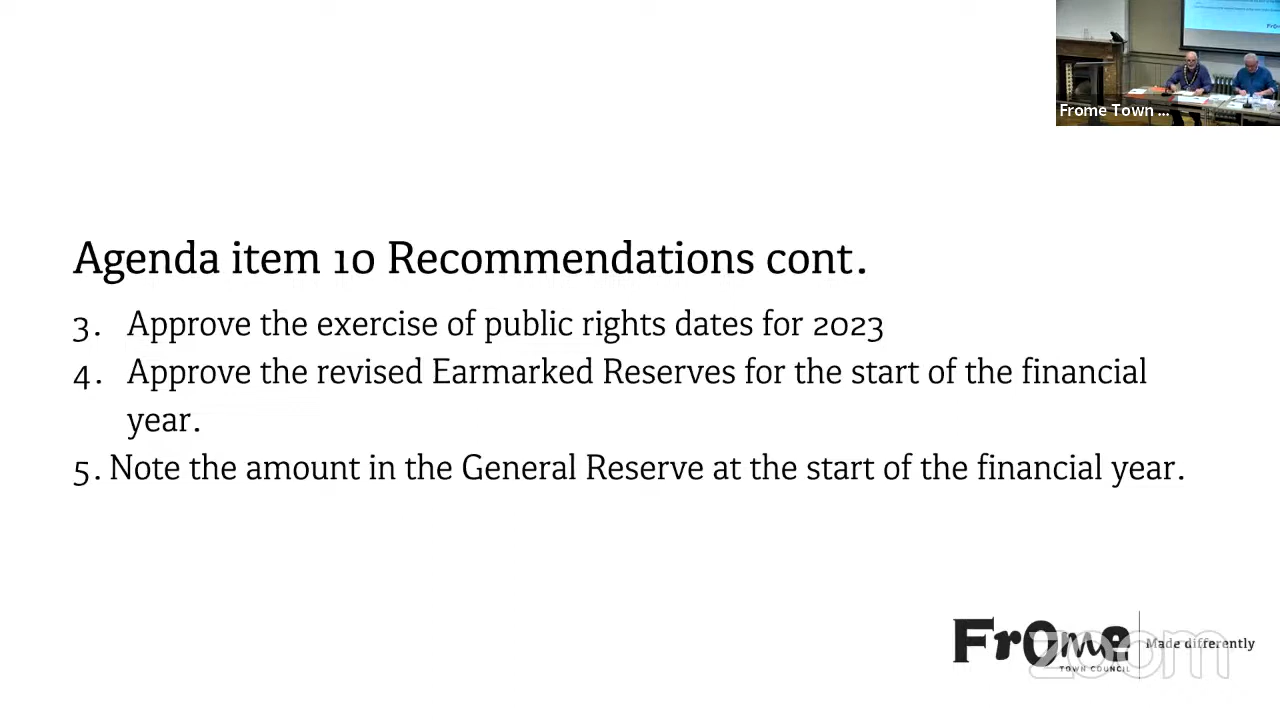 Frome Town ...
Agenda item 10 Recommendations cont.
3. Approve the exercise of public rights dates for 2023
4. Approve the revised Earmarked Reserves for the start of the financial
year.
5. Note the amount in the General Reserve at the start of the financial year.
Frome
TOWN COUNCIL
Made differently
zoom